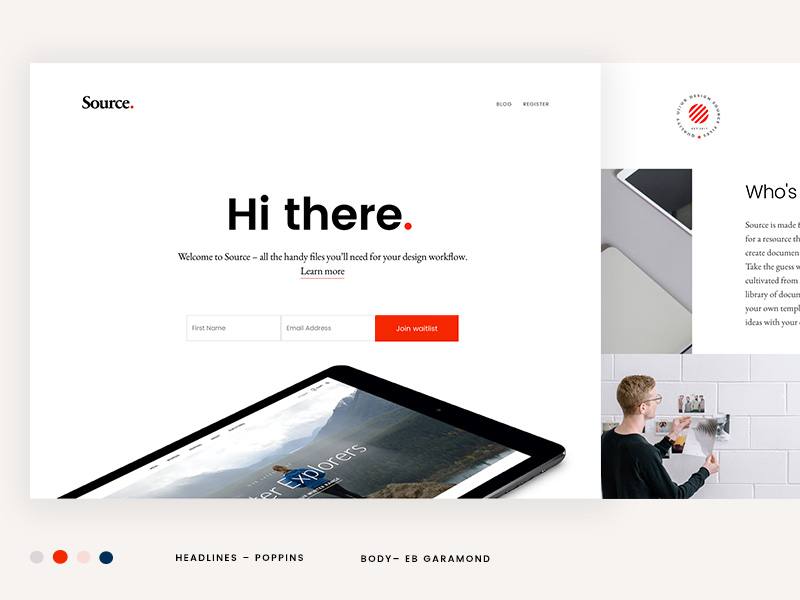 Source.
BLOG REGISTER
Hi there.
Welcome to Source – all the handy files you'll need for your design workflow.
Learn more
First Name Email Address Join waitlist
Explorers
Who's
Source is made f
for a resource th
create documen
Take the guess w
cultivated from
library of docum
your own templ
ideas with your
HEADLINES – POPPINS
BODY– EB GARAMOND